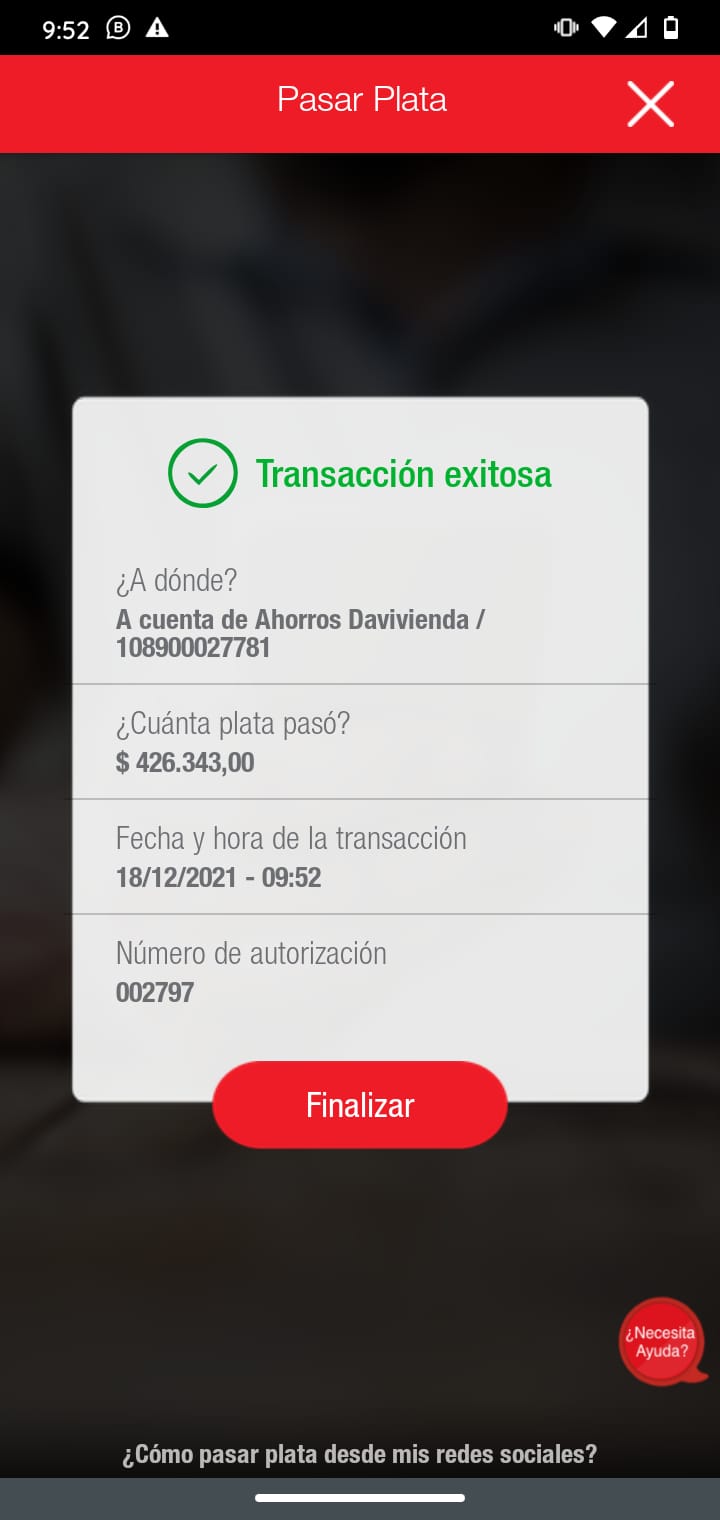 9:52
Pasar Plata
Transacción exitosa
¿A dónde?
A cuenta de Ahorros Davivienda /
108900027781
¿Cuánta plata pasó?
$ 426.343,00
Fecha y hora de la transacción
18/12/2021 - 09:52
Número de autorización
002797
Finalizar
¿Necesita
Ayuda?
¿Cómo pasar plata desde mis redes sociales?